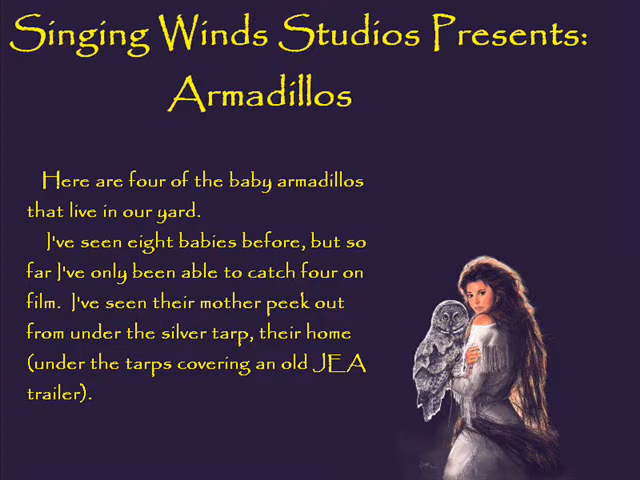 Singing Winds Studios Presents:
Armadillos
Here are four of the baby armadillos
that live in our yard.
I've seen eight babies before, but so
far I've only been able to catch four on
film. I've seen their mother peek out
from under the silver tarp, their home
(under the tarps covering an old JEA
trailer).